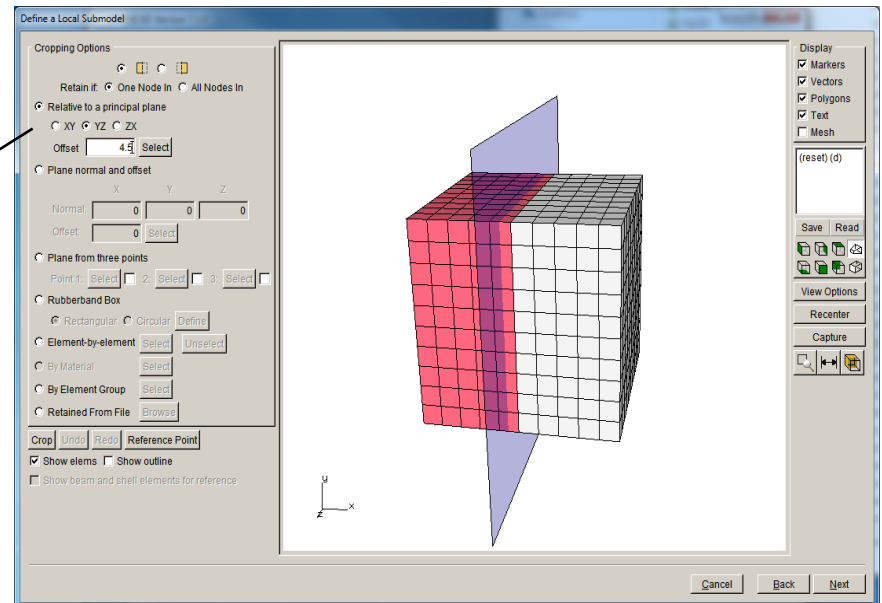 Define a Local Submodel
Cropping Options
Retain if: One Node In All Nodes In
Relative to a principal plane
XY YZ ZX
Offset 4.5 Select
Plane normal and offset
X Y Z
Normal: 0 0 0
Offset: 0 Select
Plane from three points
Point 1: Select 2: Select 3: Select
Rubberband Box
Rectangular Circular Define
Element-by-element Select Unselect
By Material Select
By Element Group Select
Retained From File Browse
Crop Undo Redo Reference Point
Show elems Show outline
Show beam and shell elements for reference
y
z x
Display
Markers
Vectors
Polygons
Text
Mesh
(reset) (d)
Save Read
View Options
Recenter
Capture
Cancel Back Next